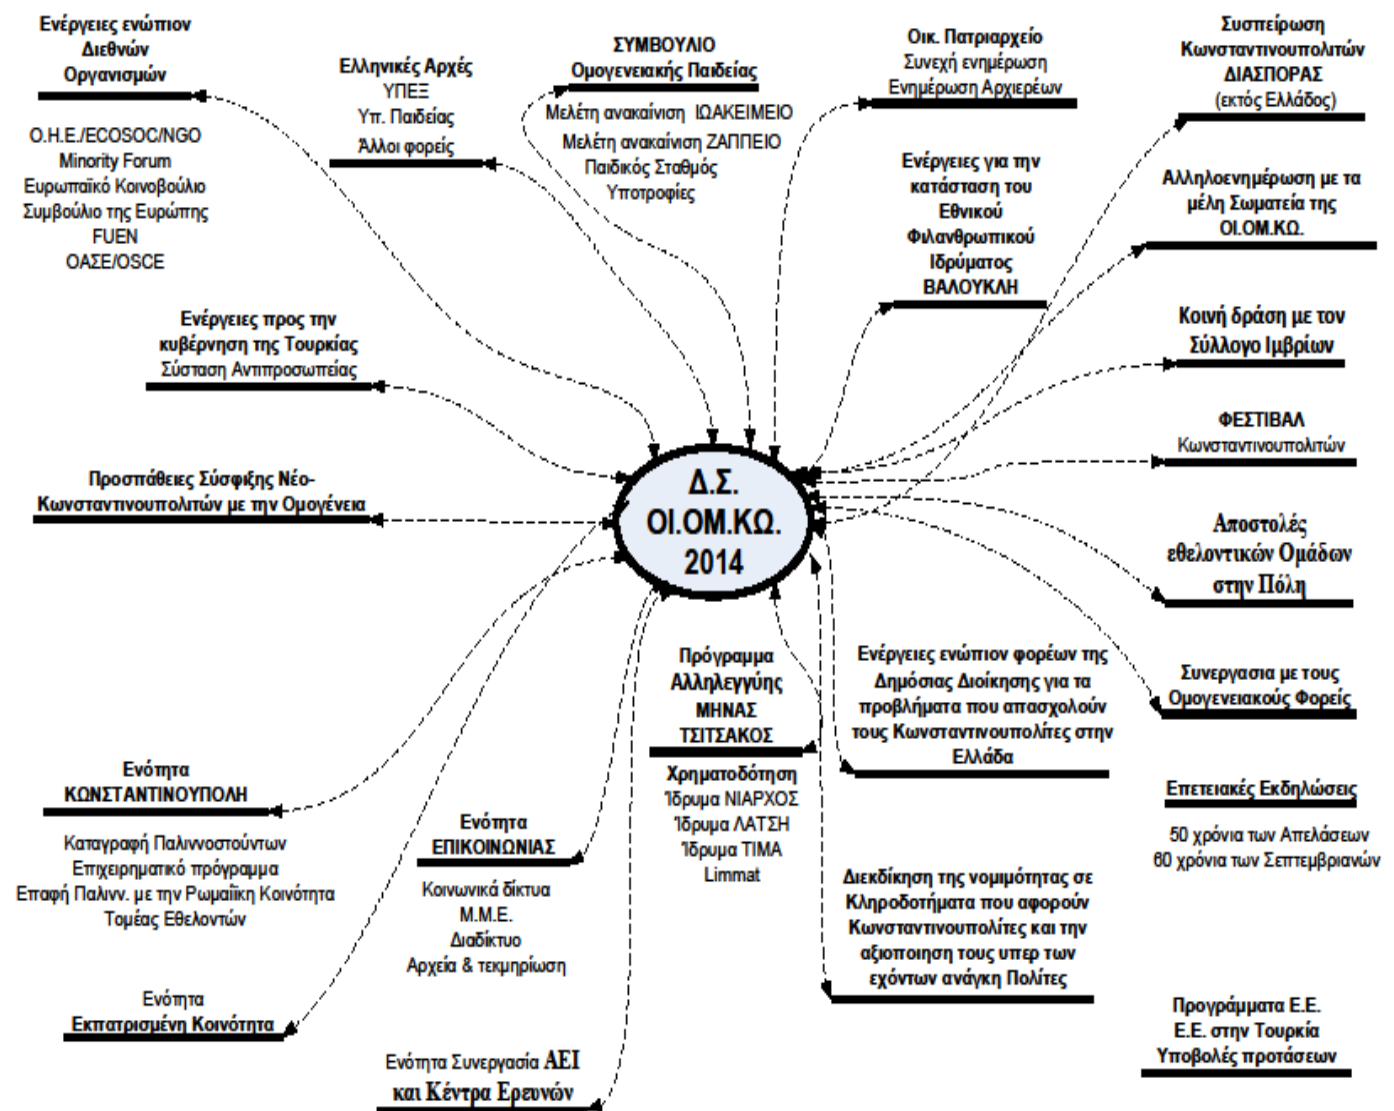 Ενέργειες ενώπιον
Διεθνών
Οργανισμών
Ο.Η.Ε./ECOSOC/NGO
Minority Forum
Ευρωπαϊκό Κοινοβούλιο
Συμβούλιο της Ευρώπης
FUEN
ΟΑΣΕ/OSCE
Ελληνικές Αρχές
ΥΠΕΞ
Υπ. Παιδείας
Άλλοι φορείς
ΣΥΜΒΟΥΛΙΟ
Ομογενειακής Παιδείας
Μελέτη ανακαίνιση ΙΩΑΚΕΙΜΕΙΟ
Μελέτη ανακαίνιση ΖΑΠΠΕΙΟ
Παιδικός Σταθμός
Υποτροφίες
Οικ. Πατριαρχείο
Συνεχή ενημέρωση
Ενημέρωση Αρχιερέων
Συσπείρωση
Κωνσταντινουπολιτών
ΔΙΑΣΠΟΡΑΣ
(εκτός Ελλάδος)
Ενέργειες για την
κατάσταση του
Εθνικού
Φιλανθρωπικού
Ιδρύματος
ΒΑΛΟΥΚΛΗ
Αλληλοενημέρωση με τα
μέλη Σωματεία της
ΟΙ.ΟΜ.ΚΩ.
Ενέργειες προς την
κυβέρνηση της Τουρκίας
Σύσταση Αντιπροσωπείας
Κοινή δράση με τον
Σύλλογο Ιμβρίων
ΦΕΣΤΙΒΑΛ
Κωνσταντινουπολιτών
Προσπάθειες Σύσφιξης Νέο-
Κωνσταντινουπολιτών με την Ομογένεια
Δ.Σ.
ΟΙ.ΟΜ.ΚΩ.
2014
Αποστολές
εθελοντικών Ομάδων
στην Πόλη
Πρόγραμμα
Αλληλεγγύης
ΜΗΝΑΣ
ΤΣΙΤΣΑΚΟΣ
Χρηματοδότηση
Ίδρυμα ΝΙΑΡΧΟΣ
Ίδρυμα ΛΑΤΣΗ
Ίδρυμα ΤΙΜΑ
Limmat
Ενέργειες ενώπιον φορέων της
Δημόσιας Διοίκησης για τα
προβλήματα που απασχολούν
τους Κωνσταντινουπολίτες στην
Ελλάδα
Συνεργασια με τους
Ομογενειακούς Φορείς
Ενότητα
ΚΩΝΣΤΑΝΤΙΝΟΥΠΟΛΗ
Καταγραφή Παλιννοστούντων
Επιχειρηματικό πρόγραμμα
Επαφή Παλινν. με την Ρωμαίϊκη Κοινότητα
Τομέας Εθελοντών
Ενότητα
ΕΠΙΚΟΙΝΩΝΙΑΣ
Κοινωνικά δίκτυα
Μ.Μ.Ε.
Διαδίκτυο
Αρχεία & τεκμηρίωση
Επετειακές Εκδηλώσεις
50 χρόνια των Απελάσεων
60 χρόνια των Σεπτεμβριανών
Διεκδίκηση της νομιμότητας σε
Κληροδοτήματα που αφορούν
Κωνσταντινουπολίτες και την
αξιοποιηση τους υπερ των
εχόντων ανάγκη Πολίτες
Ενότητα
Εκπατρισμένη Κοινότητα
Ενότητα Συνεργασία ΑΕΙ
και Κέντρα Ερευνών
Προγράμματα Ε.Ε.
Ε.Ε. στην Τουρκία
Υποβολές προτάσεων